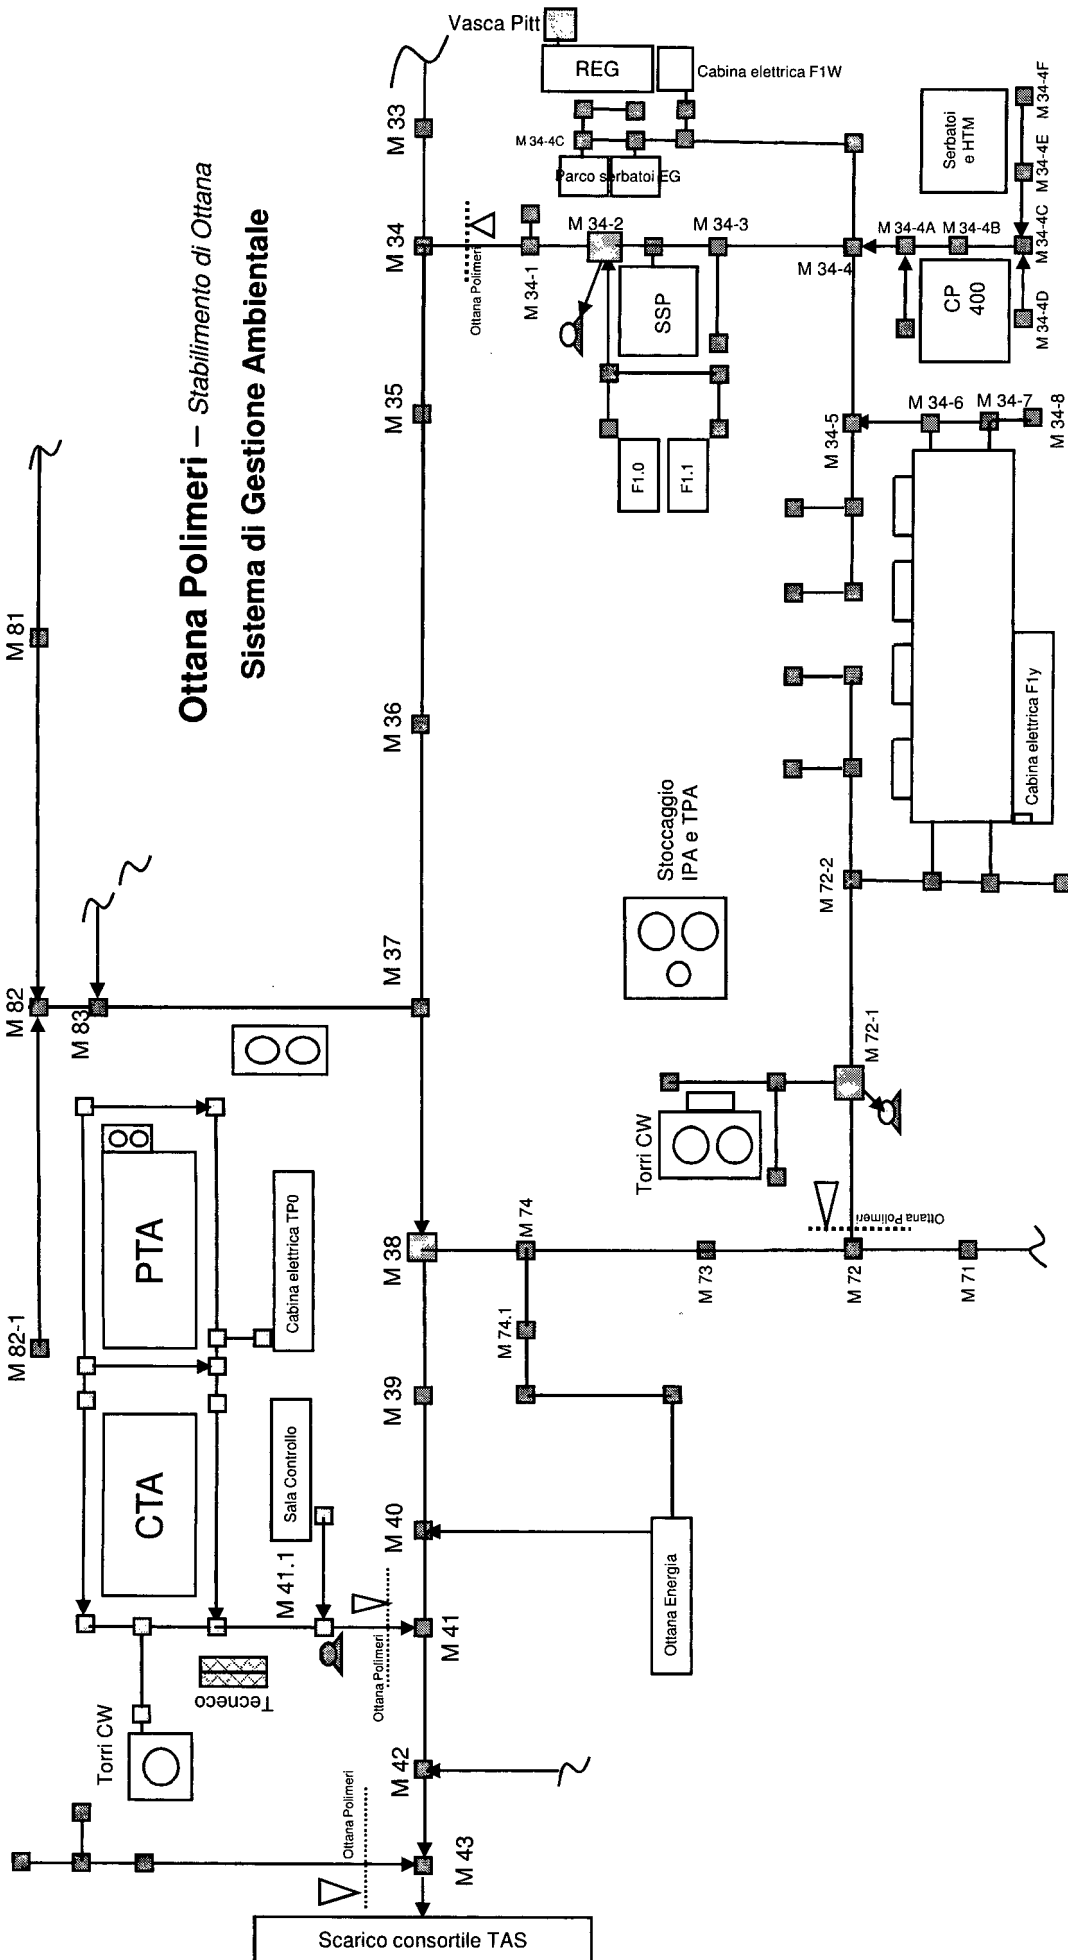 Ottana Polimeri – Stabilimento di Ottana
Sistema di Gestione Ambientale
Vasca Pitt
REG
Cabina elettrica F1W
M 33
M 34-4C
Parco serbatoi EG
Serbatoi
e HTM
M 34-4F
M 34-4E
M 34-4C
M 34-4B
M 34-4A
M 34-4D
CP
400
M 34
Ottana Polimeri
M 34-1
M 34-2
M 34-3
M 34-4
SSP
F1.0
F1.1
M 35
M 34-5
M 34-6
M 34-7
M 34-8
Cabina elettrica F1y
M 36
M 81
Stoccaggio
IPA e TPA
M 72-2
M 37
M 82
M 83
M 72-1
Torri CW
Ottana Polimeri
M 82-1
PTA
Cabina elettrica TP0
M 38
M 74
M 73
M 72
M 71
M 74.1
M 39
CTA
Sala Controllo
M 40
M 41.1
Ottana Energia
M 41
Ottana Polimeri
Tecneco
Torri CW
M 42
Ottana Polimeri
M 43
Scarico consortile TAS